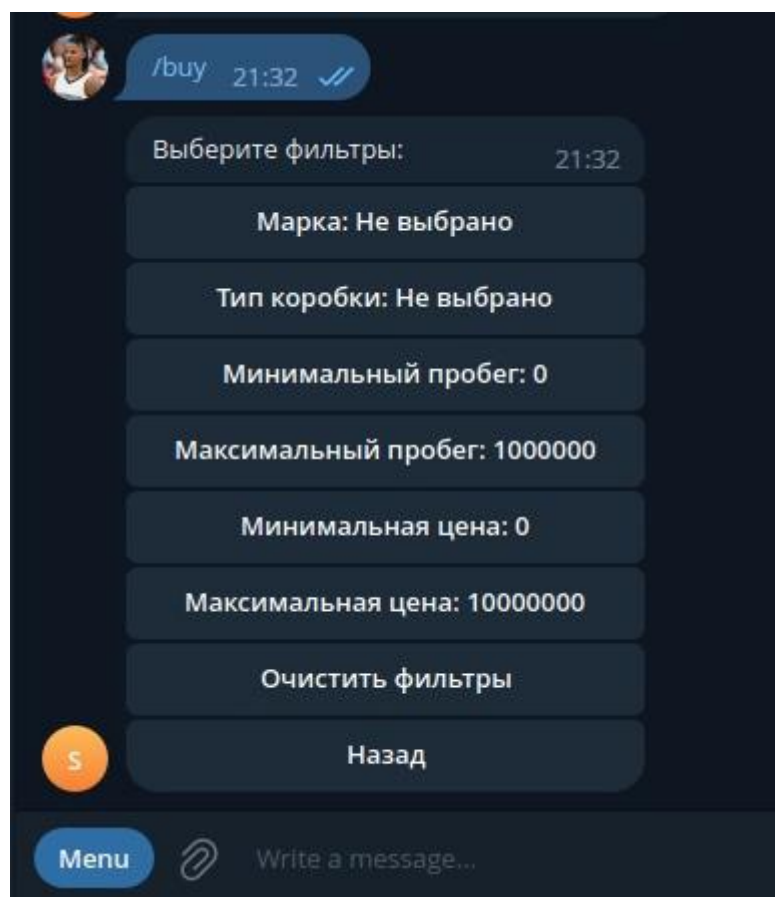 /buy 21:32
Выберите фильтры: 21:32
Марка: Не выбрано
Тип коробки: Не выбрано
Минимальный пробег: 0
Максимальный пробег: 1000000
Минимальная цена: 0
Максимальная цена: 10000000
Очистить фильтры
Назад
S
Menu Write a message...